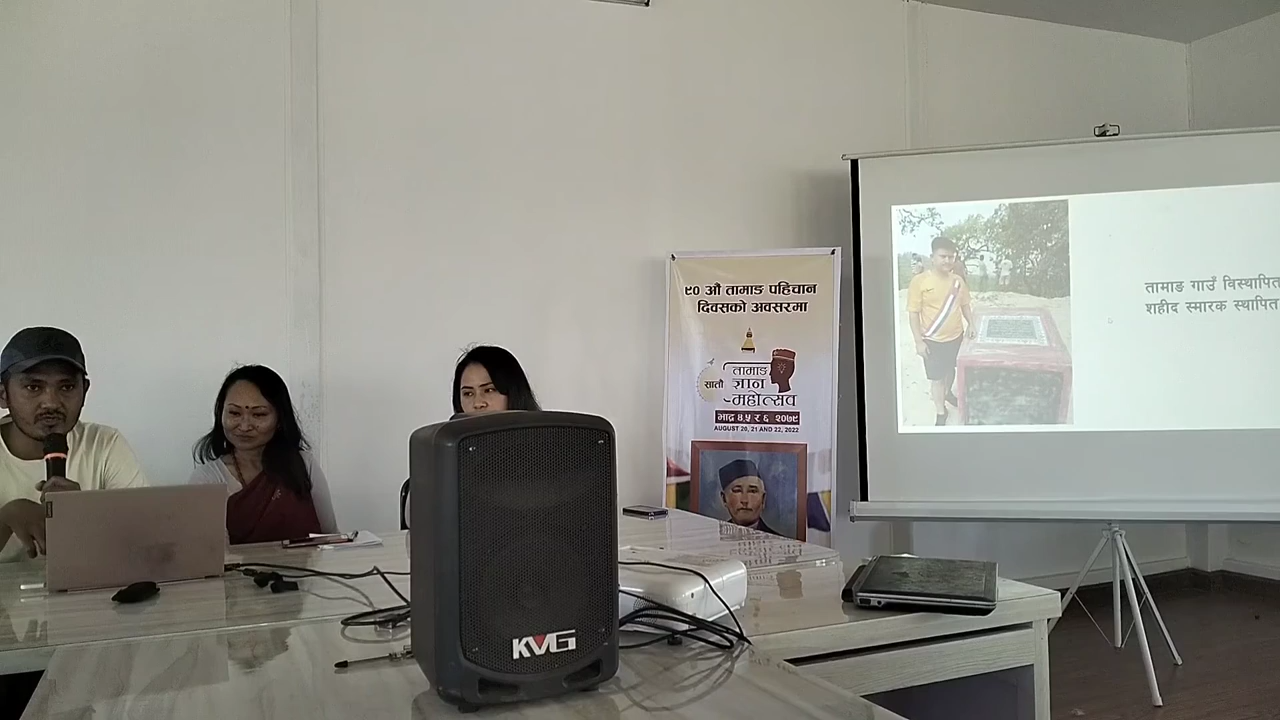 ९० औ तामाङ पहिचान
दिवसको अवसरमा
सातौ
तामाङ
ज्ञान
महोत्सव
भाद्र ४,५ र ६ २०७९
AUGUST 20, 21 AND 22, 2022
तामाङ गाउँ विस्थापित
शहीद स्मारक स्थापित
KVG